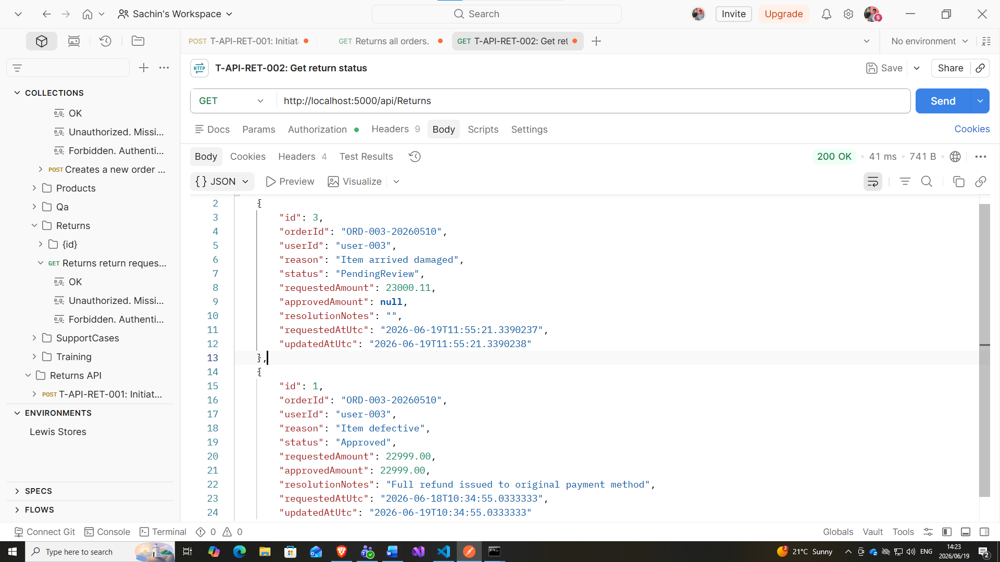 Sachin's Workspace
Search
Invite
Upgrade
S
POST T-API-RET-001: Initiat
GET Returns all orders.
GET T-API-RET-002: Get ret
No environment
HTTP T-API-RET-002: Get return status
Save
Share
GET http://localhost:5000/api/Returns
Send
Docs Params Authorization Headers 9 Body Scripts Settings
Cookies
Body Cookies Headers 4 Test Results
200 OK • 41 ms • 741 B
{} JSON Preview Visualize
COLLECTIONS
e.g. OK
e.g. Unauthorized. Missi...
e.g. Forbidden. Authenti...
POST Creates a new order ...
Products
Qa
Returns
{id}
GET Returns return reques...
e.g. OK
e.g. Unauthorized. Missi...
e.g. Forbidden. Authenti...
SupportCases
Training
Returns API
POST T-API-RET-001: Initiat...
ENVIRONMENTS
Lewis Stores
SPECS
FLOWS
2 {
3 "id": 3,
4 "orderId": "ORD-003-20260510",
5 "userId": "user-003",
6 "reason": "Item arrived damaged",
7 "status": "PendingReview",
8 "requestedAmount": 23000.11,
9 "approvedAmount": null,
10 "resolutionNotes": "",
11 "requestedAtUtc": "2026-06-19T11:55:21.3390237",
12 "updatedAtUtc": "2026-06-19T11:55:21.3390238"
13 },
14 {
15 "id": 1,
16 "orderId": "ORD-003-20260510",
17 "userId": "user-003",
18 "reason": "Item defective",
19 "status": "Approved",
20 "requestedAmount": 22999.00,
21 "approvedAmount": 22999.00,
22 "resolutionNotes": "Full refund issued to original payment method",
23 "requestedAtUtc": "2026-06-18T10:34:55.0333333",
24 "updatedAtUtc": "2026-06-19T10:34:55.0333333"
Connect Git Console Terminal 0 0
Globals Vault Tools
Type here to search
2
21°C Sunny
ENG
14:23
2026/06/19
2